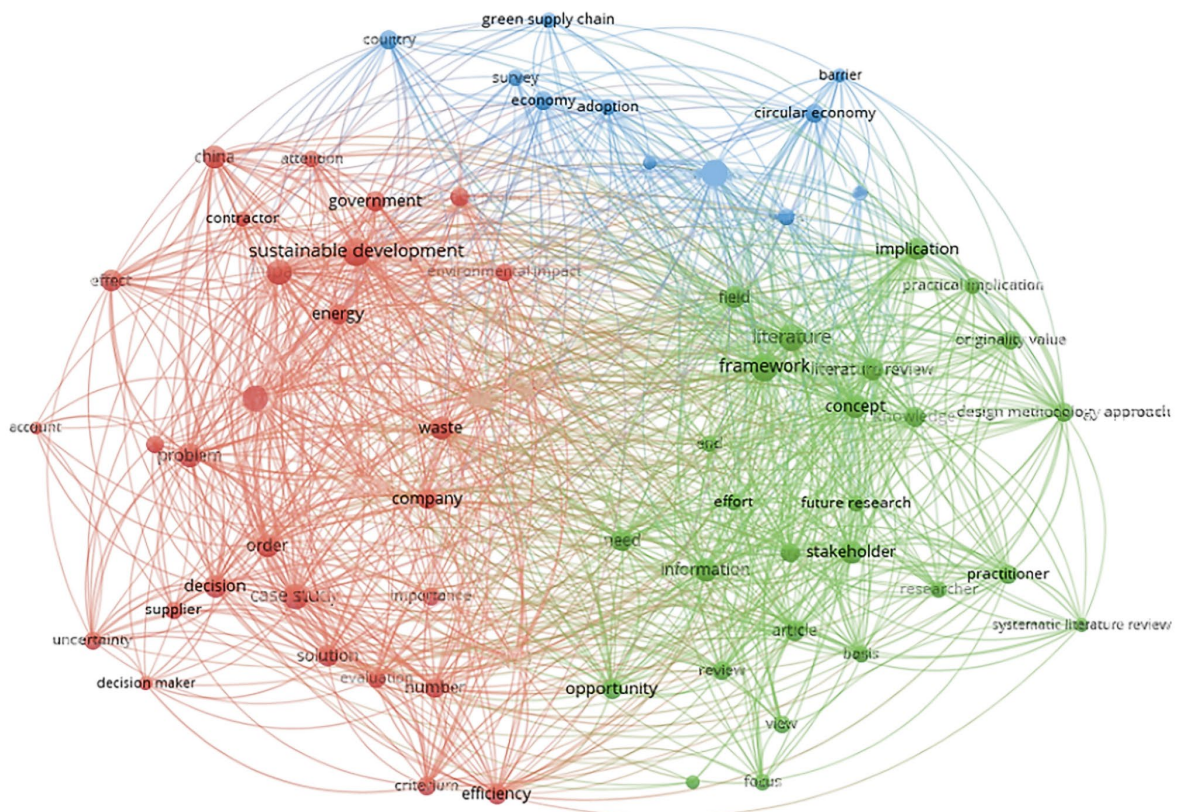 green supply chain
country
survey
barrier
economy
adoption
circular economy
china
attention
government
contractor
sustainable development
implication
environmental impact
effect
practical implication
field
energy
literature
originality value
framework
literature review
concept
knowledge
design methodology approach
account
waste
end
problem
company
effort
future research
need
order
stakeholder
information
decision
case study
importance
practitioner
researcher
supplier
systematic literature review
article
uncertainty
solution
basis
review
evaluation
decision maker
number
opportunity
view
focus
criterium
efficiency